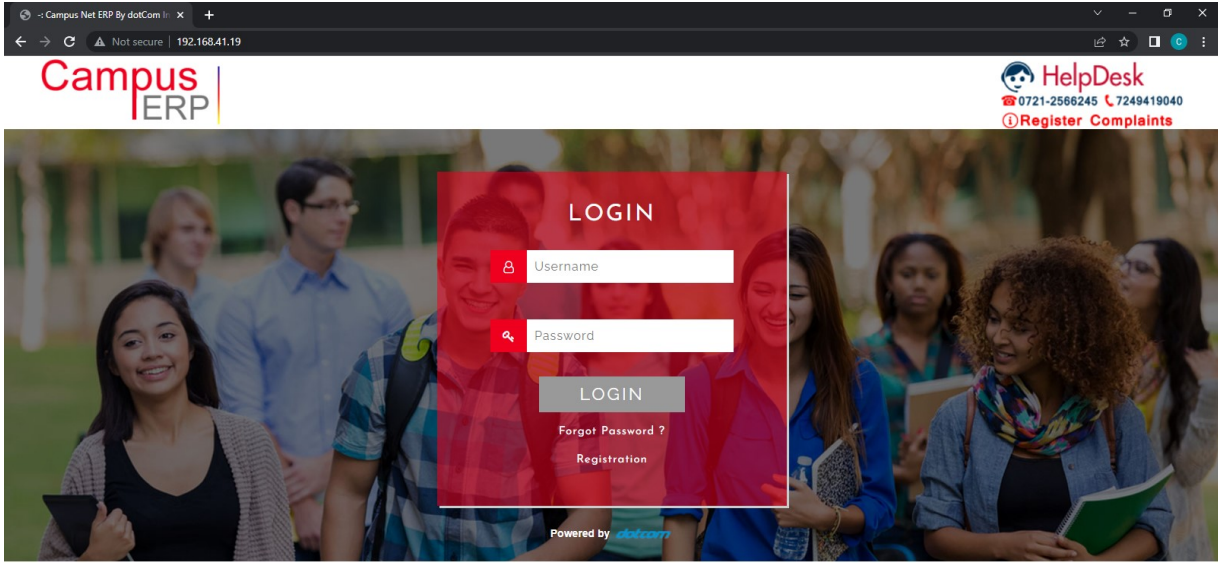 -: Campus Net ERP By dotCom In
Not secure | 192.168.41.19
Campus
ERP
HelpDesk
0721-2566245 7249419040
Register Complaints
LOGIN
Username
Password
LOGIN
Forgot Password ?
Registration
Powered by dotcom